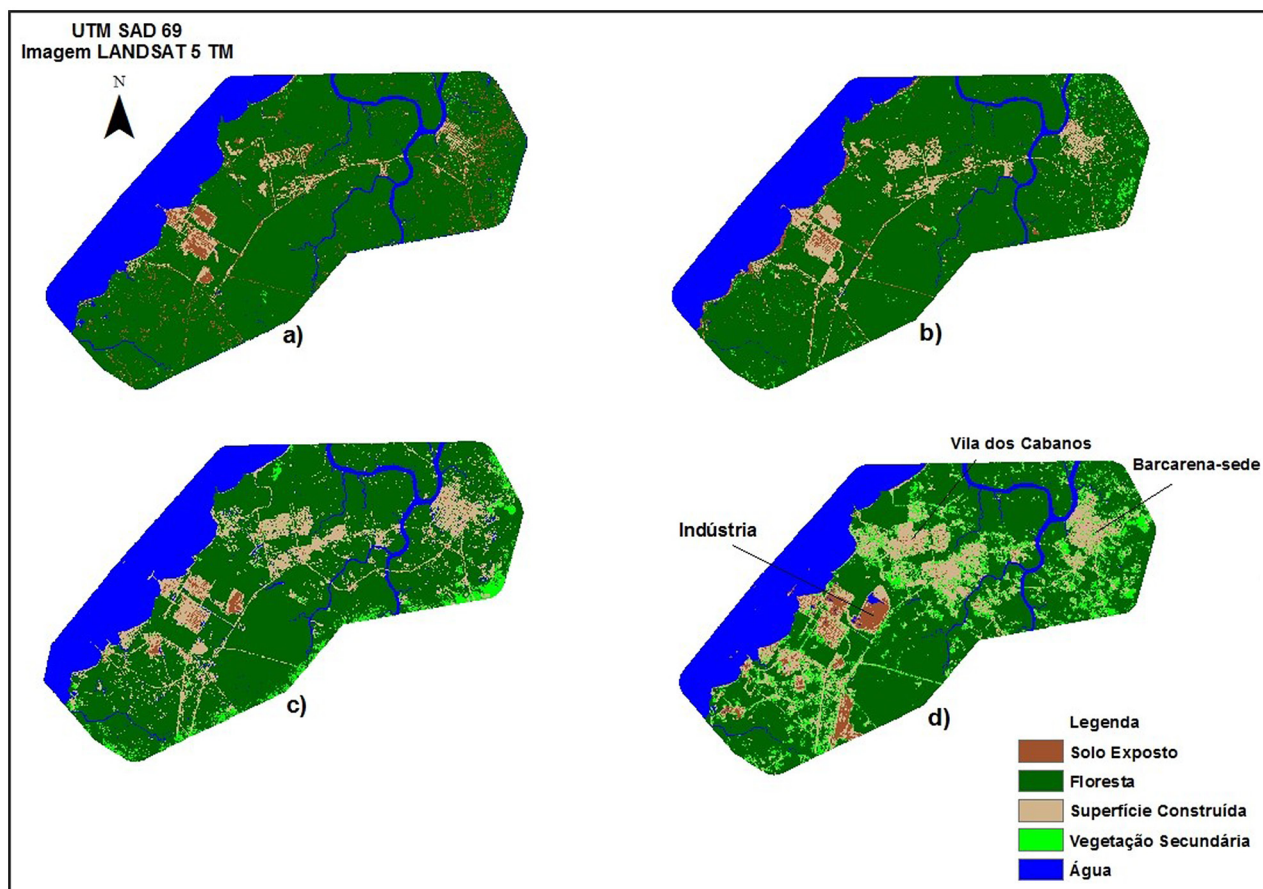 UTM SAD 69
Imagem LANSAT 5 TM
N
a)
b)
c)
d)
Vila dos Cabanos
Barcarena-sede
Indústria
Legenda
Solo Exposto
Floresta
Superfície Construída
Vegetação Secundária
Água